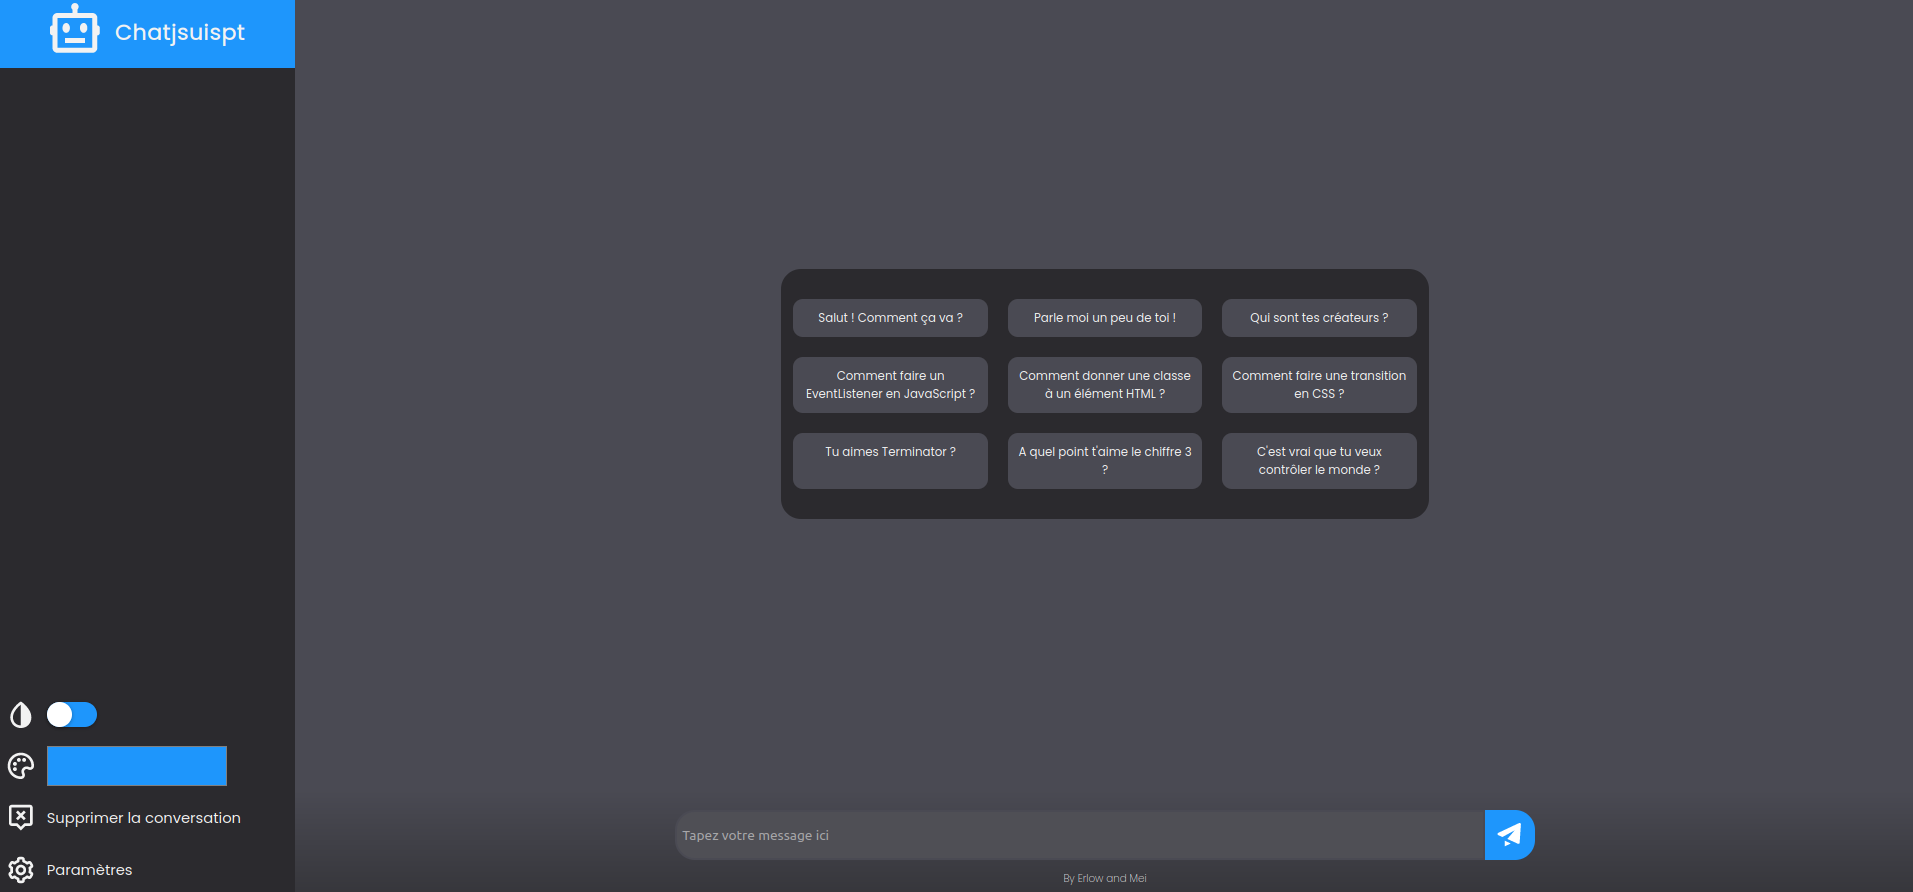 Chatjsuispt
Salut ! Comment ça va ?
Parle moi un peu de toi !
Qui sont tes créateurs ?
Comment faire un
EventListener en JavaScript ?
Comment donner une classe
à un élément HTML ?
Comment faire une transition
en CSS ?
Tu aimes Terminator ?
A quel point t'aime le chiffre 3
?
C'est vrai que tu veux
contrôler le monde ?
Supprimer la conversation
Paramètres
Tapez votre message ici
By Erlow and Mei